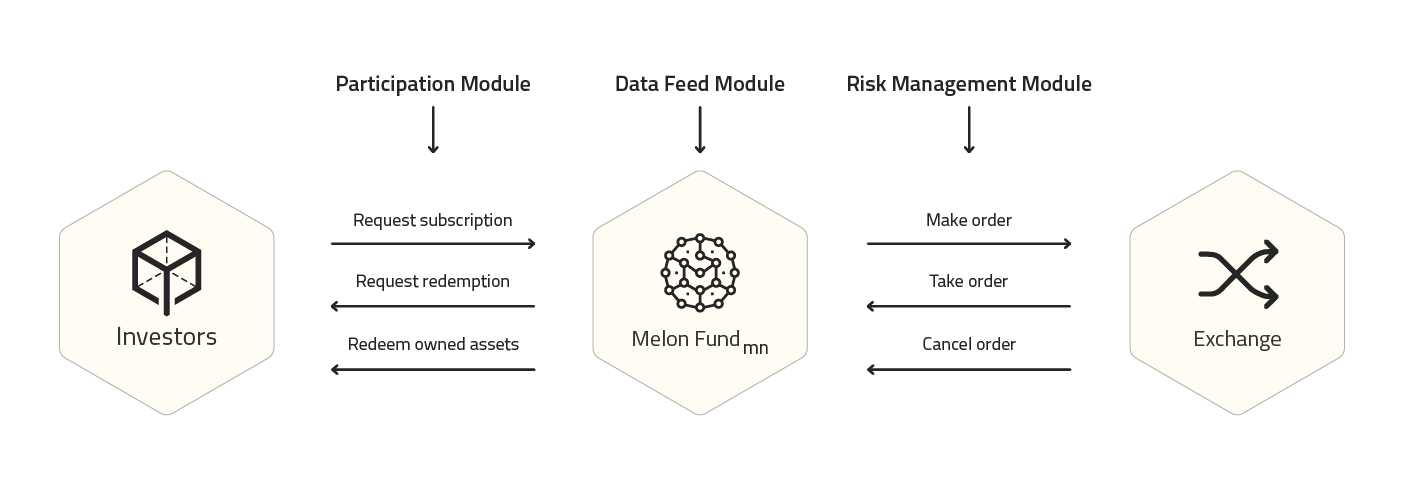 Participation Module
Data Feed Module
Risk Management Module
Request subscription
Make order
Request redemption
Take order
Investors
Melon Fund mn
Exchange
Redeem owned assets
Cancel order